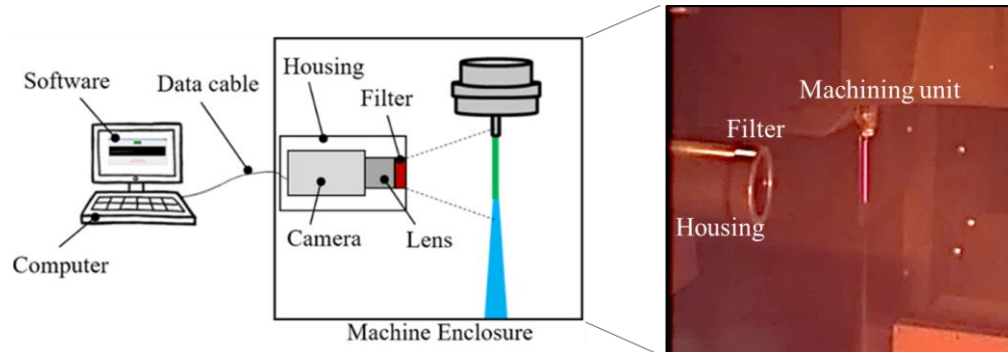 Software
Data cable
Housing
Filter
Camera
Lens
Computer
Machine Enclosure
Machining unit
Filter
Housing